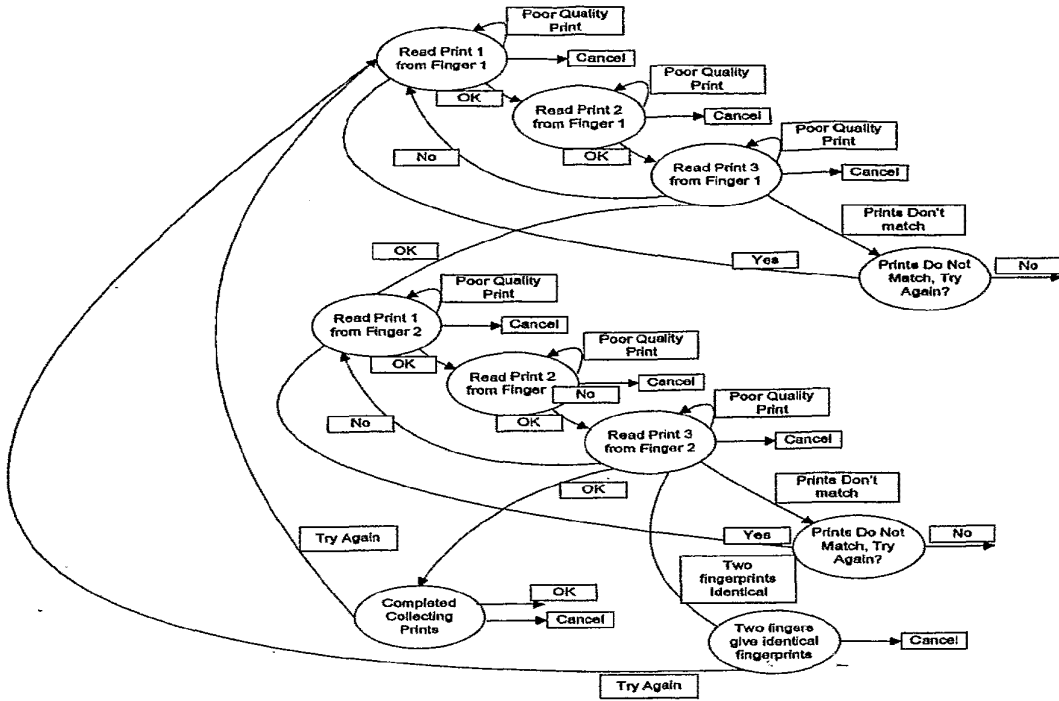 Poor Quality
Print
Read Print 1
from Finger 1
Cancel
OK
Poor Quality
Print
Read Print 2
from Finger 1
Cancel
OK
Poor Quality
Print
No
Read Print 3
from Finger 1
Cancel
Prints Don't
match
OK
Yes
Prints Do Not
Match, Try
Again?
No
Poor Quality
Print
Read Print 1
from Finger 2
Cancel
OK
Poor Quality
Print
Read Print 2
from Finger
Cancel
No
OK
Poor Quality
Print
No
Read Print 3
from Finger 2
Cancel
OK
Prints Don't
match
Try Again
Yes
Prints Do Not
Match, Try
Again?
No
Two
fingerprints
Identical
Completed
Collecting
Prints
OK
Cancel
Two fingers
give identical
fingerprints
Cancel
Try Again